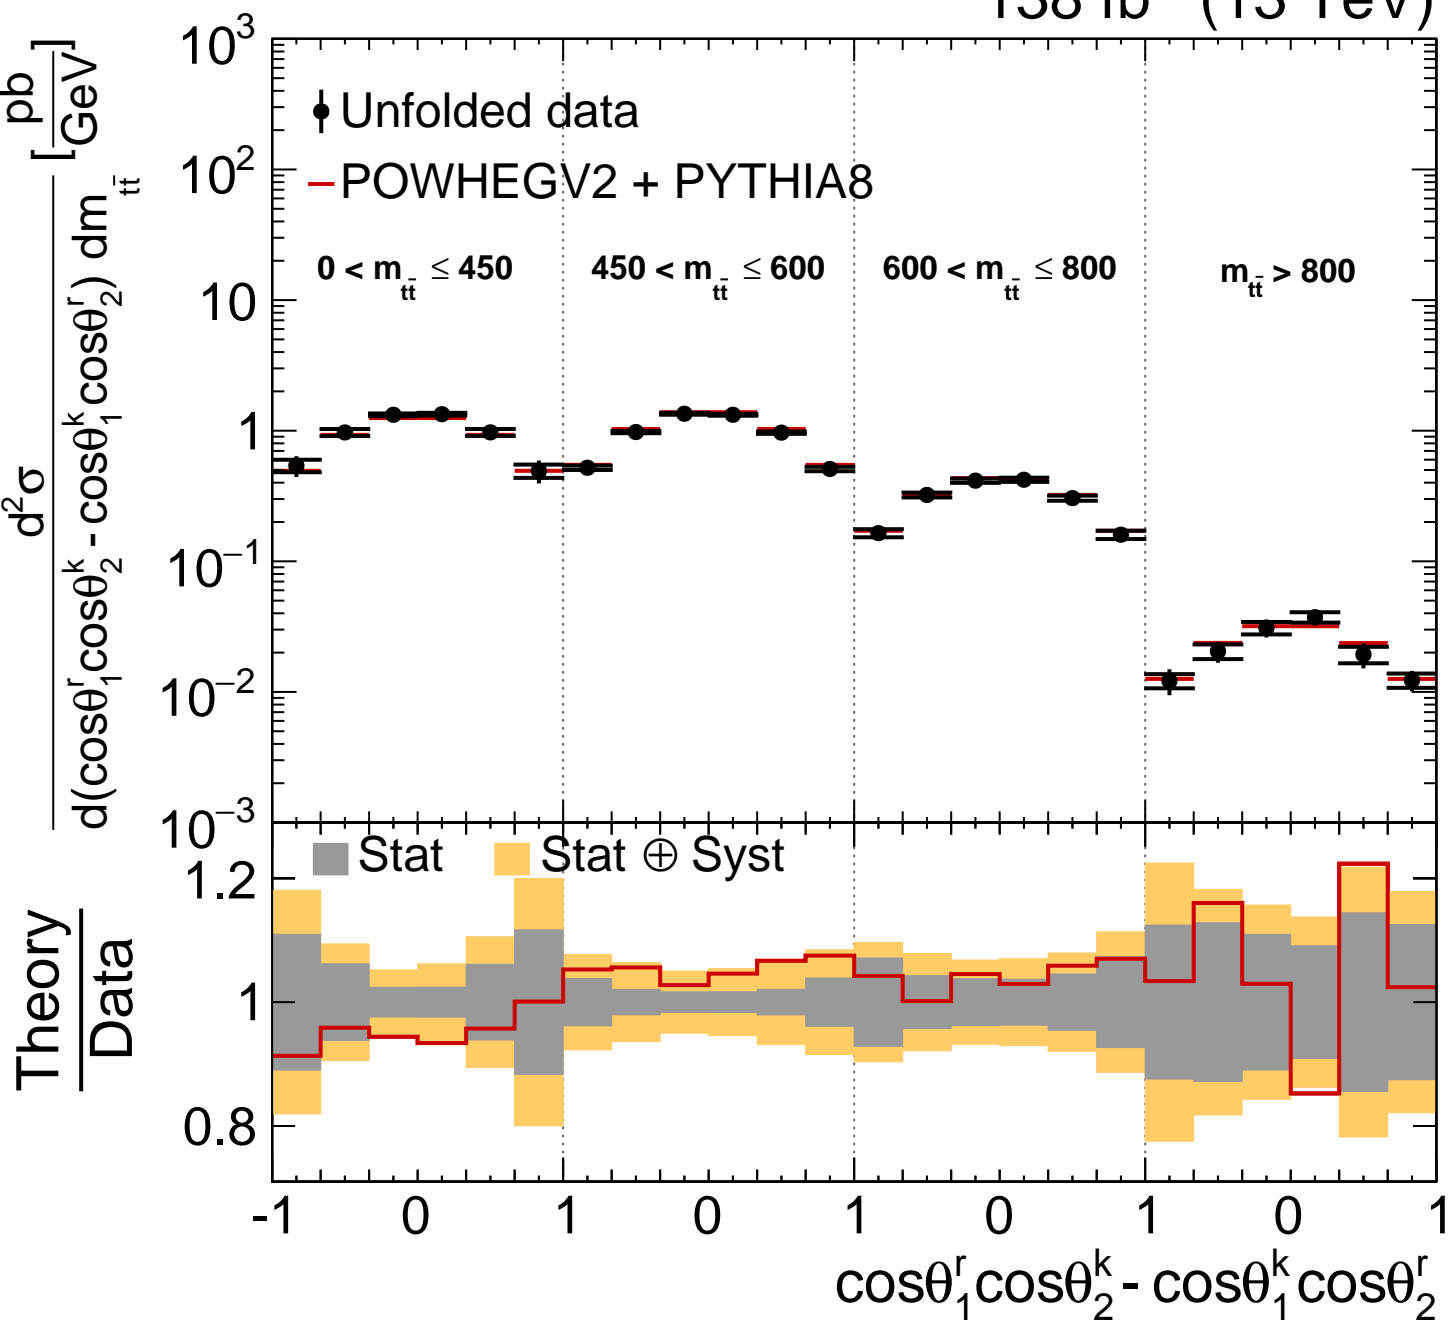 138 fb (13 TeV)
d²σ
d(cosθ₁ʳcosθ₂ᵏ - cosθ₁ᵏcosθ₂ʳ) dm_tt̄ [pb/GeV]
10³
10²
10
1
10⁻¹
10⁻²
10⁻³
Unfolded data
POWHEGV2 + PYTHIA8
0 < m_tt̄ ≤ 450
450 < m_tt̄ ≤ 600
600 < m_tt̄ ≤ 800
m_tt̄ > 800
Stat
Stat ⊕ Syst
Theory
Data
1.2
1
0.8
-1 0 1 0 1 0 1 0 1
cosθ₁ʳcosθ₂ᵏ - cosθ₁ᵏcosθ₂ʳ